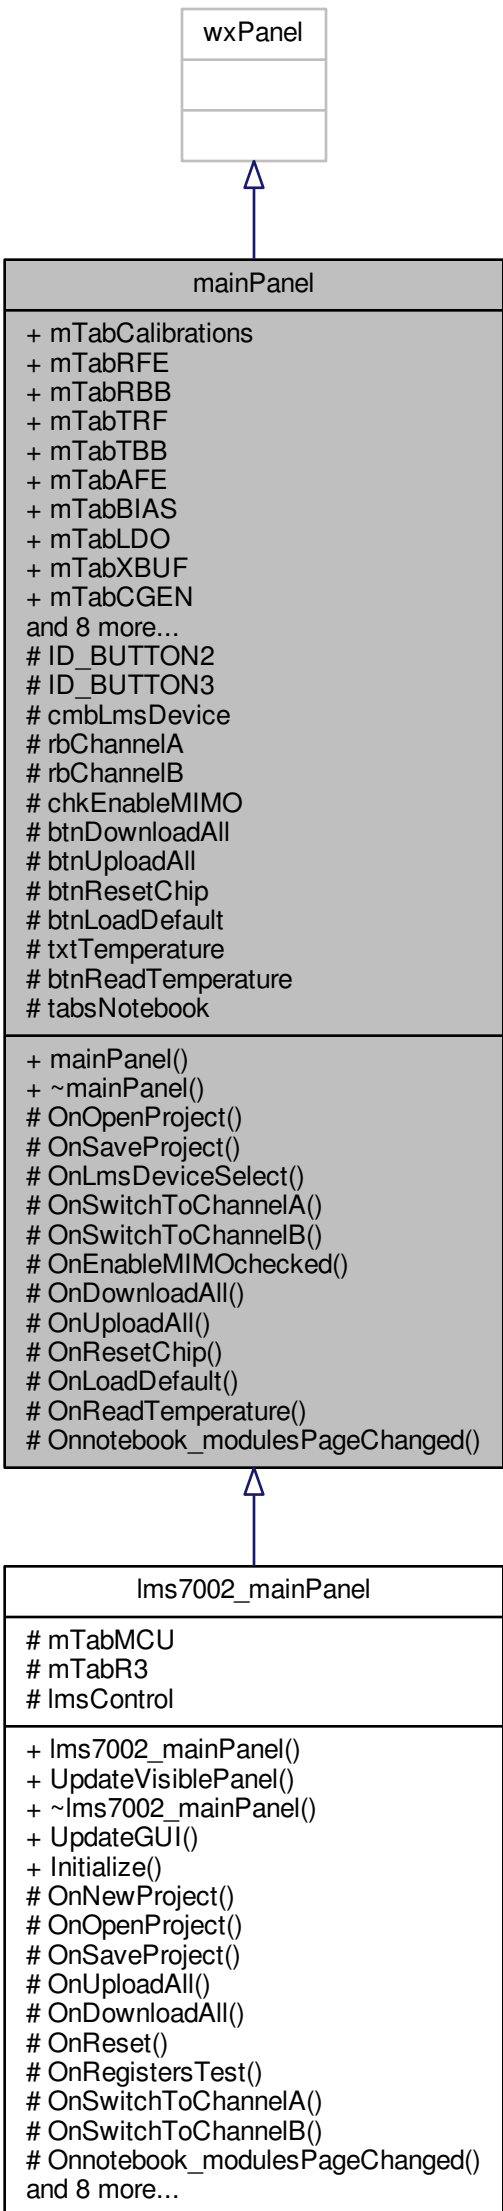 wxPanel
mainPanel
+ mTabCalibrations
+ mTabRFE
+ mTabRBB
+ mTabTRF
+ mTabTBB
+ mTabAFE
+ mTabBIAS
+ mTabLDO
+ mTabXBUF
+ mTabCGEN
and 8 more...
# ID_BUTTON2
# ID_BUTTON3
# cmbLmsDevice
# rbChannelA
# rbChannelB
# chkEnableMIMO
# btnDownloadAll
# btnUploadAll
# btnResetChip
# btnLoadDefault
# txtTemperature
# btnReadTemperature
# tabsNotebook
+ mainPanel()
+ ~mainPanel()
# OnOpenProject()
# OnSaveProject()
# OnLmsDeviceSelect()
# OnSwitchToChannelA()
# OnSwitchToChannelB()
# OnEnableMIMOchecked()
# OnDownloadAll()
# OnUploadAll()
# OnResetChip()
# OnLoadDefault()
# OnReadTemperature()
# Onnotebook_modulesPageChanged()
lms7002_mainPanel
# mTabMCU
# mTabR3
# lmsControl
+ lms7002_mainPanel()
+ UpdateVisiblePanel()
+ ~lms7002_mainPanel()
+ UpdateGUI()
+ Initialize()
# OnNewProject()
# OnOpenProject()
# OnSaveProject()
# OnUploadAll()
# OnDownloadAll()
# OnReset()
# OnRegistersTest()
# OnSwitchToChannelA()
# OnSwitchToChannelB()
# Onnotebook_modulesPageChanged()
and 8 more...